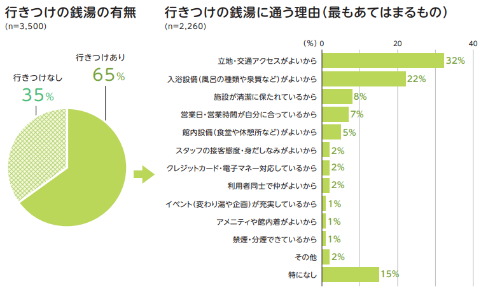 行きつけの銭湯の有無
(n=3,500)
行きつけあり
65%
行きつけなし
35%
行きつけの銭湯に通う理由(最もあてはまるもの)
(n=2,260)
(%) 0 20 40
立地・交通アクセスがよいから 32%
入浴設備(風呂の種類や泉質など)がよいから 22%
施設が清潔に保たれているから 8%
営業日・営業時間が自分に合っているから 7%
館内設備(食堂や休憩所など)がよいから 5%
スタッフの接客態度・身だしなみがよいから 2%
クレジットカード・電子マネー対応しているから 2%
利用者同士で仲がよいから 2%
イベント(変わり湯や企画)が充実しているから 1%
アメニティや館内着がよいから 1%
禁煙・分煙できているから 1%
その他 2%
特になし 15%